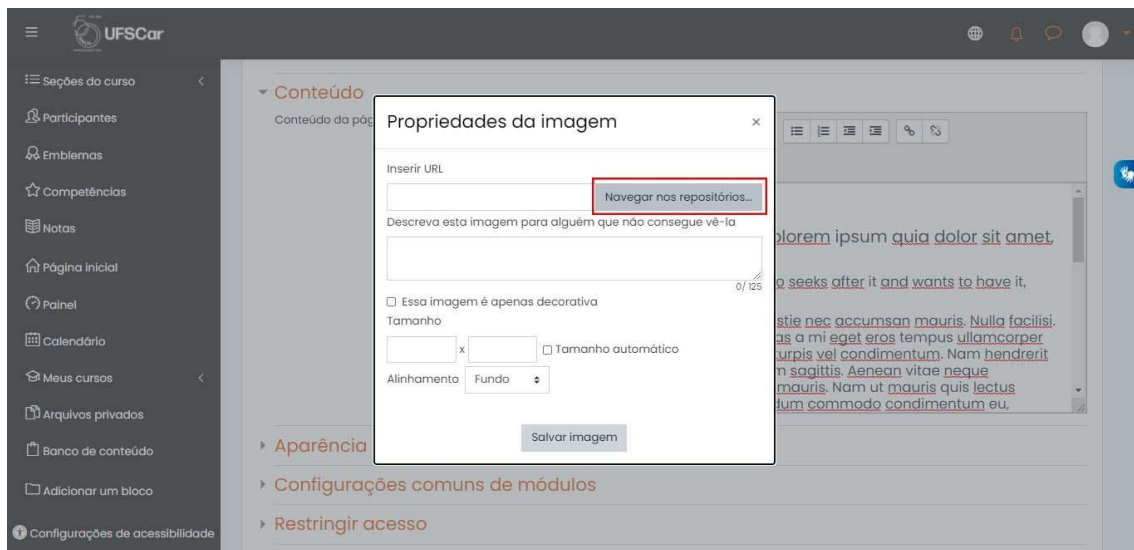 UFSCar
Seções do curso
Participantes
Emblemas
Competências
Notas
Página inicial
Painel
Calendário
Meus cursos
Arquivos privados
Banco de conteúdo
Adicionar um bloco
Configurações de acessibilidade
Conteúdo
Conteúdo da pág
Propriedades da imagem
×
Inserir URL
Navegar nos repositórios...
Descreva esta imagem para alguém que não consegue vê-la
0/125
Essa imagem é apenas decorativa
Tamanho
x
Tamanho automático
Alinhamento Fundo
Salvar imagem
olorem ipsum quia dolor sit amet,
o seeks after it and wants to have it,
stie nec accumsan mauris. Nulla facilisi.
as a mi eget eros tempus ullamcorper
turpis vel condimentum. Nam hendrerit
m sagittis. Aenean vitae neque
mauris. Nam ut mauris quis lectus
dum commodo condimentum eu,
Aparência
Configurações comuns de módulos
Restringir acesso